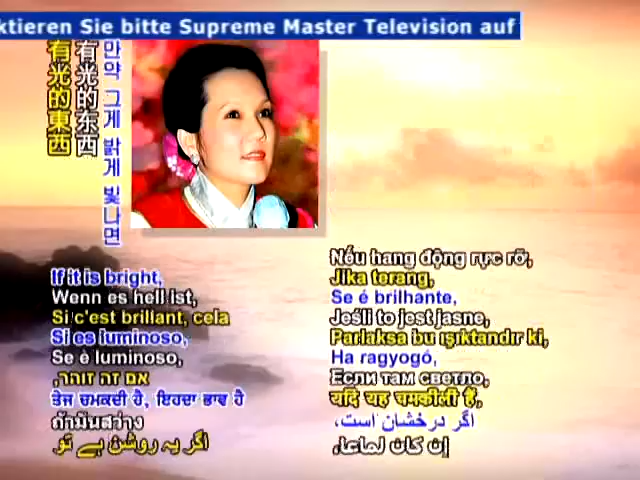 ktieren Sie bitte Supreme Master Television auf
有光的東西
有光的东西
만약 그게 밝게 빛나면
If it is bright,
Wenn es hell ist,
Si c'est brillant, cela
Si es luminoso,
Se è luminoso,
אם זה זוהר,
ਤੇਜ ਚਮਕਦੀ ਹੈ, ਇਹਦਾ ਭਾਵ ਹੈ
ถ้ามันสว่าง
اگر یہ روشن ہے تو
Nếu hang động rực rỡ,
Jika terang,
Se é brilhante,
Jeśli to jest jasne,
Parlaksa bu ışıktandır ki,
Ha ragyogó,
Если там светло,
यदि यह चमकीली हैं,
اگر درخشان است،
إن كان لماعا،